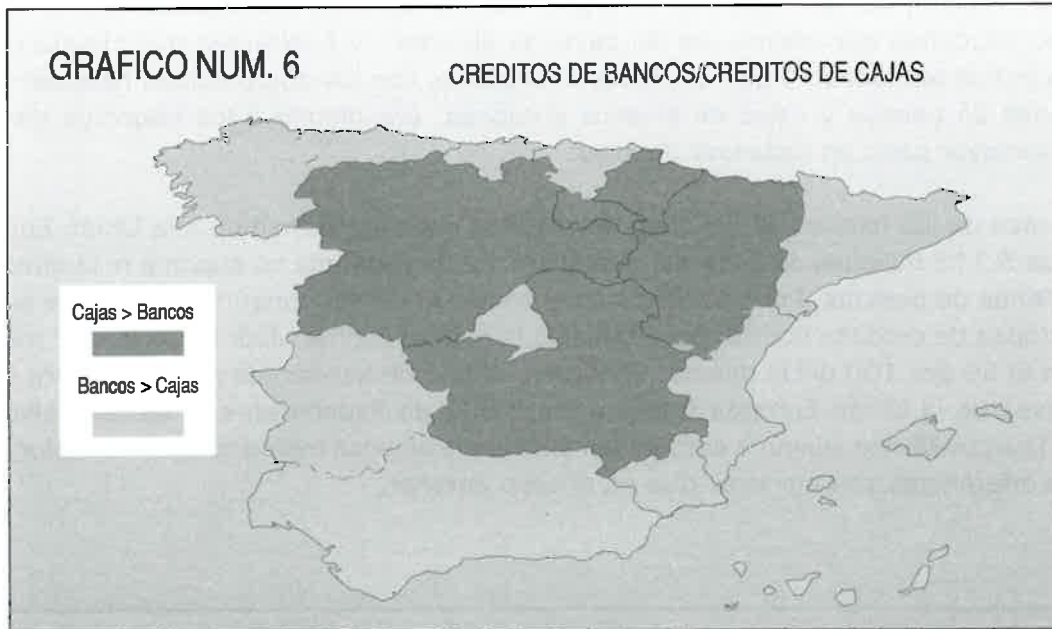 GRAFICO NUM. 6
CREDITOS DE BANCOS/CREDITOS DE CAJAS
Cajas > Bancos
Bancos > Cajas